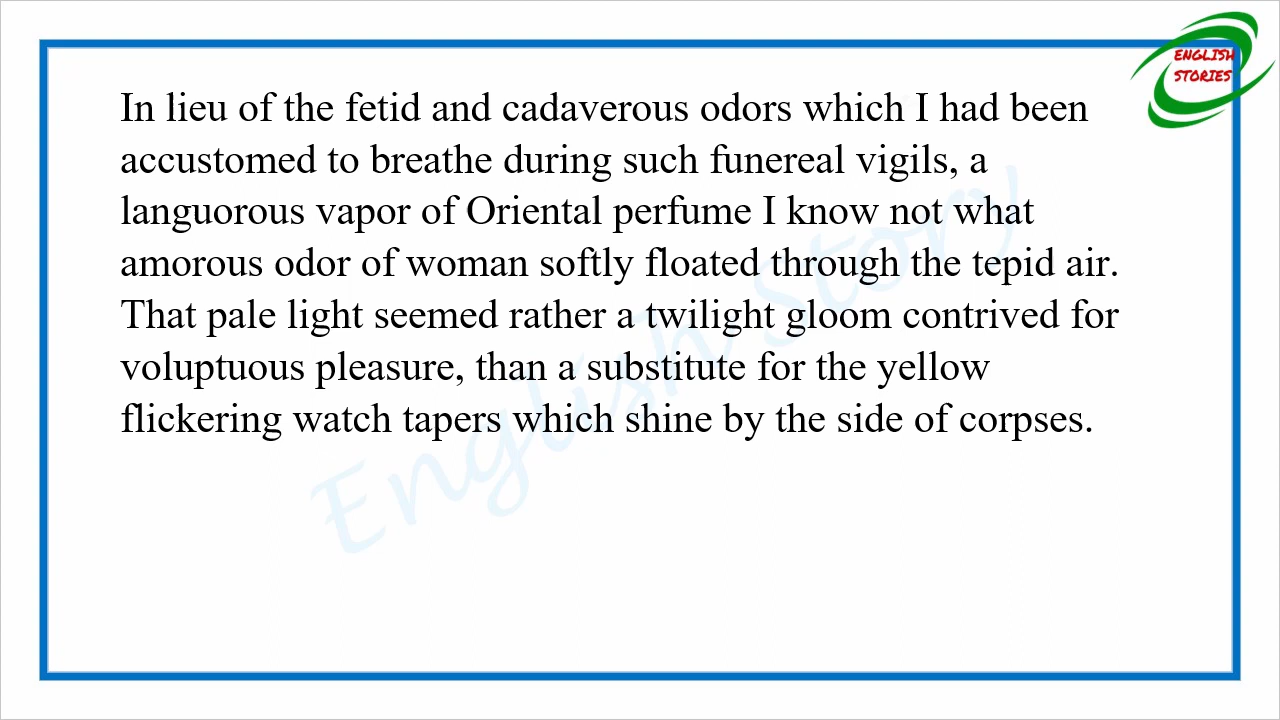 ENGLISH
STORIES
In lieu of the fetid and cadaverous odors which I had been
accustomed to breathe during such funereal vigils, a
languorous vapor of Oriental perfume I know not what
amorous odor of woman softly floated through the tepid air.
That pale light seemed rather a twilight gloom contrived for
voluptuous pleasure, than a substitute for the yellow
flickering watch tapers which shine by the side of corpses.
English Story